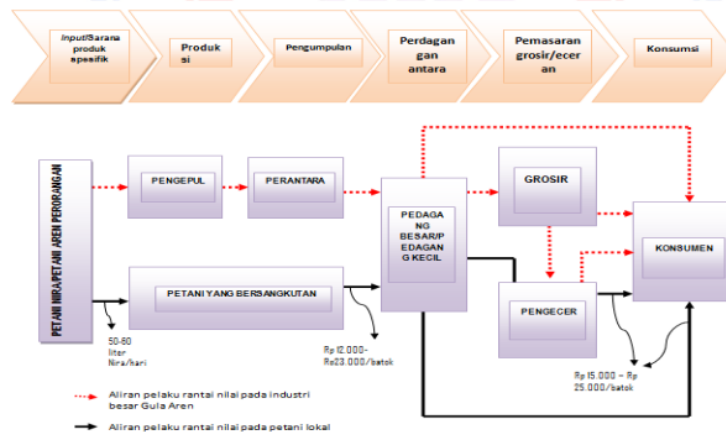 Input/Sarana
produk
spesifik
Produk
si
Pengumpulan
Perdagan
gan
antara
Pemasaran
grosir/ecer
an
Konsumsi
PETANI NIRA/PETANI AREN PERORANGAN
PENGEPUL
PERANTARA
PEDAGA
NG
BESAR/P
EDAGAN
G KECIL
GROSIR
KONSUMEN
PETANI YANG BERSANGKUTAN
PENGECER
50-60
liter
Nira/hari
Rp 12.000-
Rp23.000/batok
Rp 15.000 – Rp
25.000/batok
Aliran pelaku rantai nilai pada industri
besar Gula Aren
Aliran pelaku rantai nilai pada petani lokal